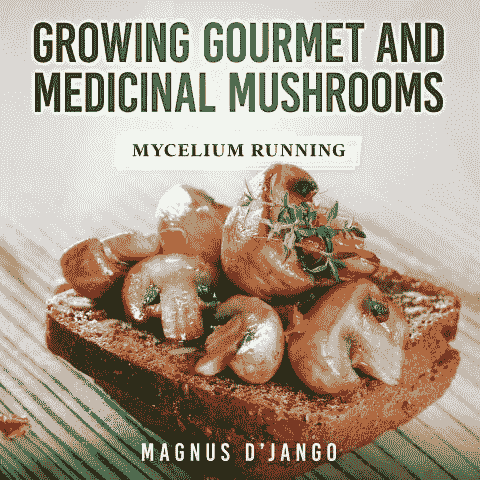 GROWING GOURMET AND
MEDICINAL MUSHROOMS
MYCELIUM RUNNING
MAGNUS D'JANGO